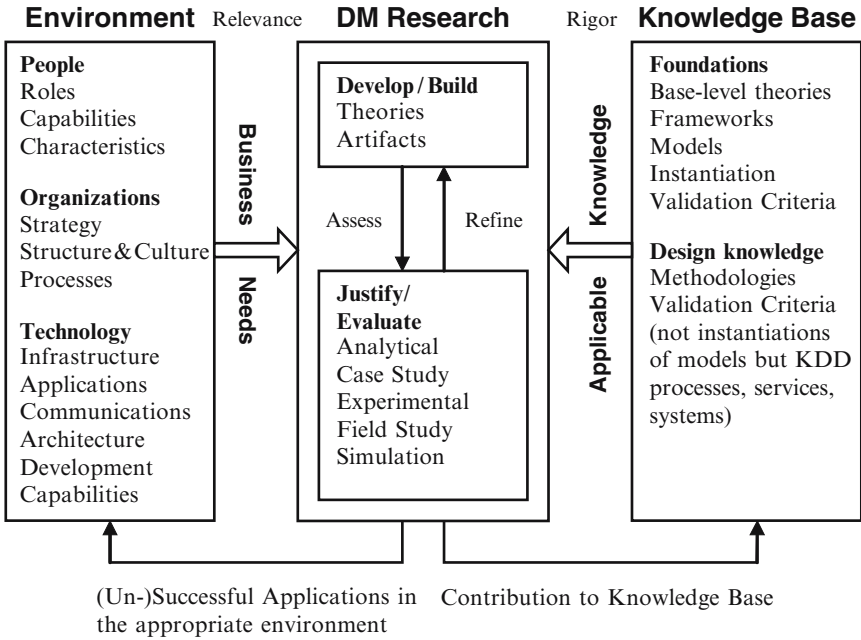 Environment
Relevance
DM Research
Rigor
Knowledge Base
People
Roles
Capabilities
Characteristics
Organizations
Strategy
Structure&Culture
Processes
Technology
Infrastructure
Applications
Communications
Architecture
Development
Capabilities
Business
Needs
Develop/Build
Theories
Artifacts
Assess
Refine
Justify/
Evaluate
Analytical
Case Study
Experimental
Field Study
Simulation
Knowledge
Applicable
Foundations
Base-level theories
Frameworks
Models
Instantiation
Validation Criteria
Design knowledge
Methodologies
Validation Criteria
(not instantiations
of models but KDD
processes, services,
systems)
(Un-)Successful Applications in
the appropriate environment
Contribution to Knowledge Base